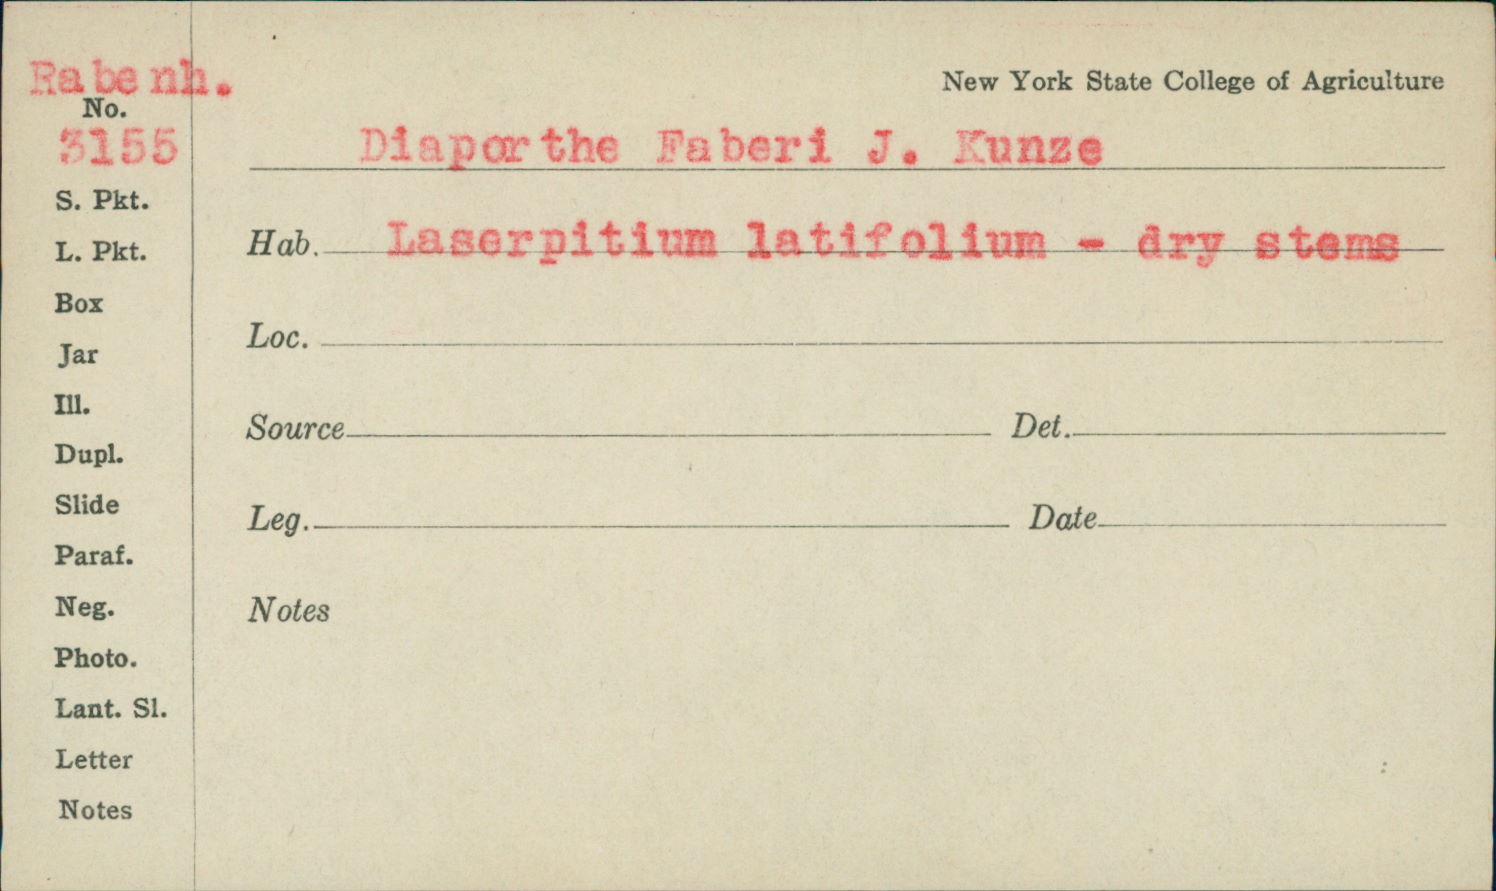 Rabenh.
New York State College of Agriculture
No.
3155
Diaporthe Faberi J. Kunze
S. Pkt.
Hab. Laserpitium latifolium - dry stems
L. Pkt.
Box
Loc.
Jar
Ill.
Source Det.
Dupl.
Slide
Leg. Date
Paraf.
Neg.
Notes
Photo.
Lant. Sl.
Letter
Notes